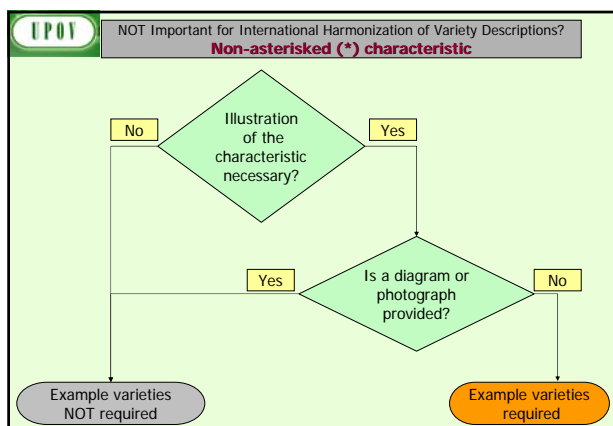 UPOV
NOT Important for International Harmonization of Variety Descriptions?
Non-asterisked (*) characteristic
No
Illustration
of the
characteristic
necessary?
Yes
Yes
Is a diagram or
photograph
provided?
No
Example varieties
NOT required
Example varieties
required